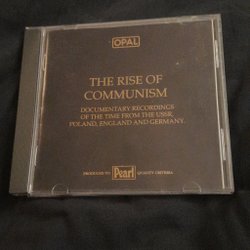 OPAL
THE RISE OF
COMMUNISM
DOCUMENTARY RECORDINGS
OF THE TIME FROM THE USSR,
POLAND, ENGLAND AND GERMANY.
PRODUCED TO Pearl QUALITY CRITERIA